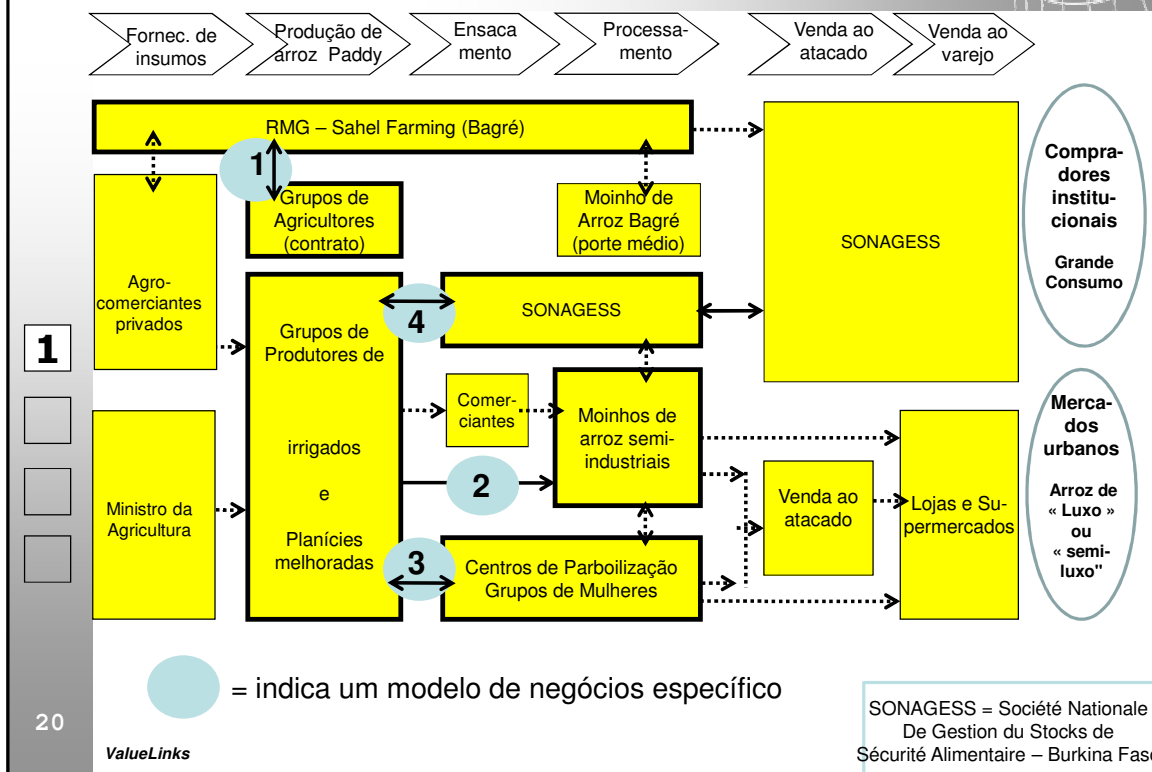 Fornec. de
insumos
Produção de
arroz Paddy
Ensaca
mento
Processa-
mento
Venda ao
atacado
Venda ao
varejo
RMG – Sahel Farming (Bagré)
1
Grupos de
Agricultores
(contrato)
Moinho de
Arroz Bagré
(porte médio)
SONAGESS
Compra-
dores
institu-
cionais
Grande
Consumo
Agro-
comerciantes
privados
Grupos de
Produtores de
irrigados
e
Planícies
melhoradas
4
SONAGESS
1
Comer-
ciantes
Moinhos de
arroz semi-
industriais
2
Ministro da
Agricultura
3
Centros de Parboilização
Grupos de Mulheres
Venda ao
atacado
Lojas e Su-
permercados
Merca-
dos
urbanos
Arroz de
« Luxo »
ou
« semi-
luxo"
= indica um modelo de negócios específico
SONAGESS = Société Nationale
De Gestion du Stocks de
Sécurité Alimentaire – Burkina Faso
20
ValueLinks